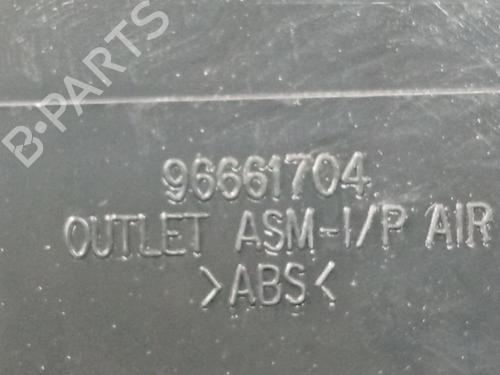 B-PARTS
96661704
OUTLET ASM-I/P AIR
>ABS<